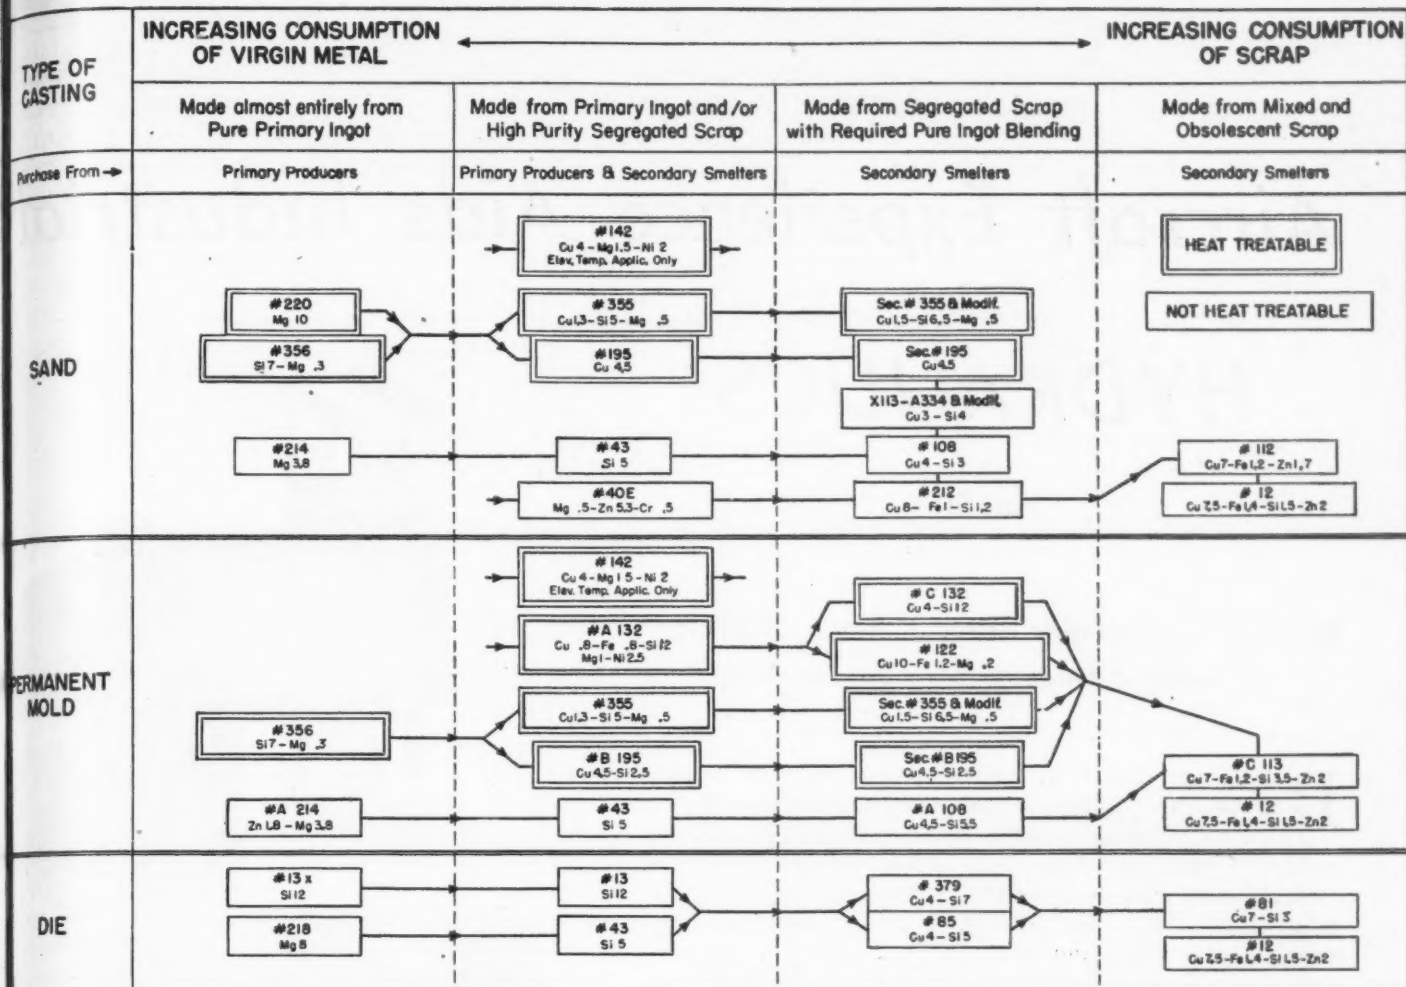 TYPE OF
CASTING
INCREASING CONSUMPTION
OF VIRGIN METAL
INCREASING CONSUMPTION
OF SCRAP
Made almost entirely from
Pure Primary Ingot
Made from Primary Ingot and/or
High Purity Segregated Scrap
Made from Segregated Scrap
with Required Pure Ingot Blending
Made from Mixed and
Obsolescent Scrap
Purchase From →
Primary Producers
Primary Producers & Secondary Smelters
Secondary Smelters
Secondary Smelters
SAND
#220
Mg 10
#356
Si 7 - Mg .3
#214
Mg 3.8
#142
Cu 4 - Mg 1.5 - Ni 2
Elev. Temp. Applic. Only
#355
Cu 1.3 - Si 5 - Mg .5
#195
Cu 4.5
#43
Si 5
#40E
Mg .5 - Zn 5.3 - Cr .5
Sec. #355 & Modif.
Cu 1.5 - Si 6.5 - Mg .5
Sec. #195
Cu 4.5
X113 - A334 & Modif.
Cu 3 - Si 4
#108
Cu 4 - Si 3
#212
Cu 8 - Fe 1 - Si 1.2
HEAT TREATABLE
NOT HEAT TREATABLE
#112
Cu 7 - Fe 1.2 - Zn 1.7
#12
Cu 7.5 - Fe 1.4 - Si 1.5 - Zn 2
PERMANENT
MOLD
#356
Si 7 - Mg .3
#A 214
Zn 1.8 - Mg 3.8
#142
Cu 4 - Mg 1.5 - Ni 2
Elev. Temp. Applic. Only
#A 132
Cu .8 - Fe .8 - Si 12
Mg 1 - Ni 2.5
#355
Cu 1.3 - Si 5 - Mg .5
#B 195
Cu 4.5 - Si 2.5
#43
Si 5
#C 132
Cu 4 - Si 12
#122
Cu 10 - Fe 1.2 - Mg .2
Sec. #355 & Modif.
Cu 1.5 - Si 6.5 - Mg .5
Sec. #B195
Cu 4.5 - Si 2.5
#A 108
Cu 4.5 - Si 5.5
#C 113
Cu 7 - Fe 1.2 - Si 3.5 - Zn 2
#12
Cu 7.5 - Fe 1.4 - Si 1.5 - Zn 2
DIE
#13x
Si 12
#218
Mg 8
#13
Si 12
#43
Si 5
#379
Cu 4 - Si 7
#85
Cu 4 - Si 5
#81
Cu 7 - Si 3
#12
Cu 7.5 - Fe 1.4 - Si 1.5 - Zn 2